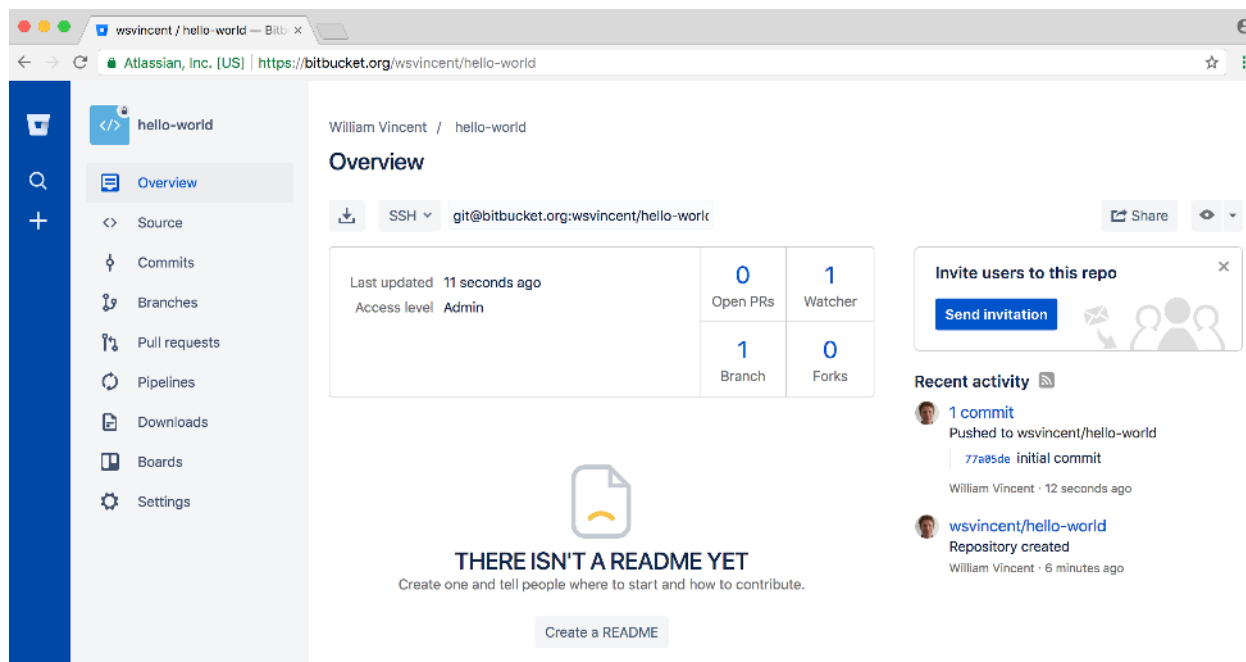 wsvincent / hello-world — Bitb
Atlassian, Inc. [US] https://bitbucket.org/wsvincent/hello-world
</> hello-world
Overview
Source
Commits
Branches
Pull requests
Pipelines
Downloads
Boards
Settings
William Vincent / hello-world
Overview
SSH git@bitbucket.org:wsvincent/hello-worl
Share
Last updated 11 seconds ago
Access level Admin
0 1
Open PRs Watcher
1 0
Branch Forks
THERE ISN'T A README YET
Create one and tell people where to start and how to contribute.
Create a README
Invite users to this repo
Send invitation
Recent activity
1 commit
Pushed to wsvincent/hello-world
77a05de initial commit
William Vincent · 12 seconds ago
wsvincent/hello-world
Repository created
William Vincent · 6 minutes ago